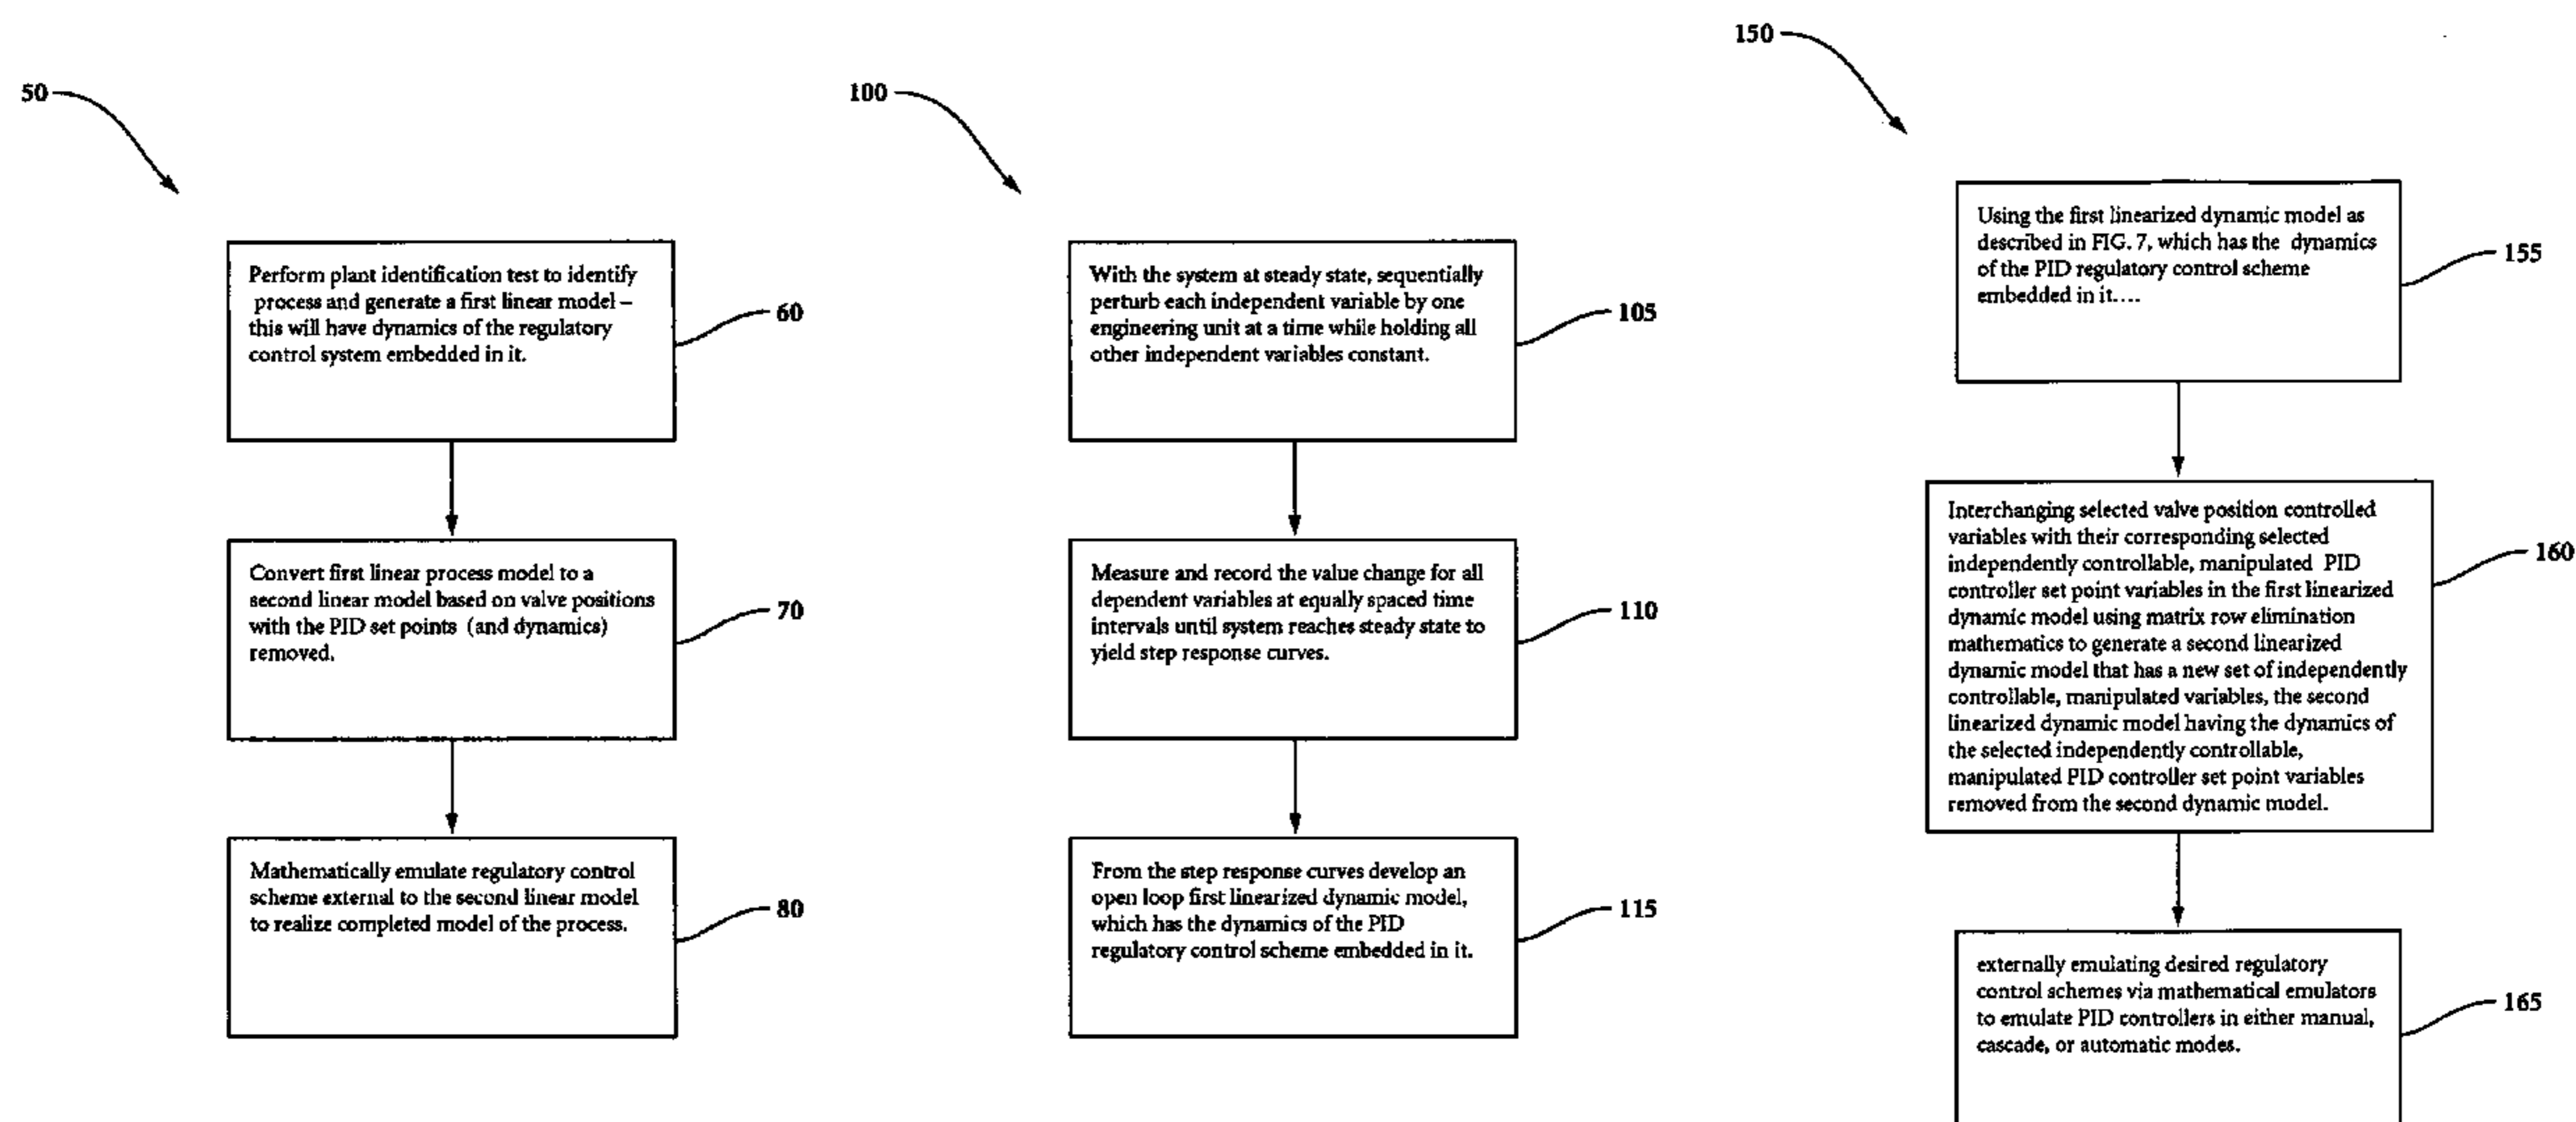 50
Perform plant identification test to identify
process and generate a first linear model –
this will have dynamics of the regulatory
control system embedded in it.
60
Convert first linear process model to a
second linear model based on valve positions
with the PID set points (and dynamics)
removed.
70
Mathematically emulate regulatory control
scheme external to the second linear model
to realize completed model of the process.
80
100
With the system at steady state, sequentially
perturb each independent variable by one
engineering unit at a time while holding all
other independent variables constant.
105
Measure and record the value change for all
dependent variables at equally spaced time
intervals until system reaches steady state to
yield step response curves.
110
From the step response curves develop an
open loop first linearized dynamic model,
which has the dynamics of the PID
regulatory control scheme embedded in it.
115
150
Using the first linearized dynamic model as
described in FIG. 7, which has the dynamics
of the PID regulatory control scheme
embedded in it....
155
Interchanging selected valve position controlled
variables with their corresponding selected
independently controllable, manipulated PID
controller set point variables in the first linearized
dynamic model using matrix row elimination
mathematics to generate a second linearized
dynamic model that has a new set of independently
controllable, manipulated variables, the second
linearized dynamic model having the dynamics of
the selected independently controllable,
manipulated PID controller set point variables
removed from the second dynamic model.
160
externally emulating desired regulatory
control schemes via mathematical emulators
to emulate PID controllers in either manual,
cascade, or automatic modes.
165